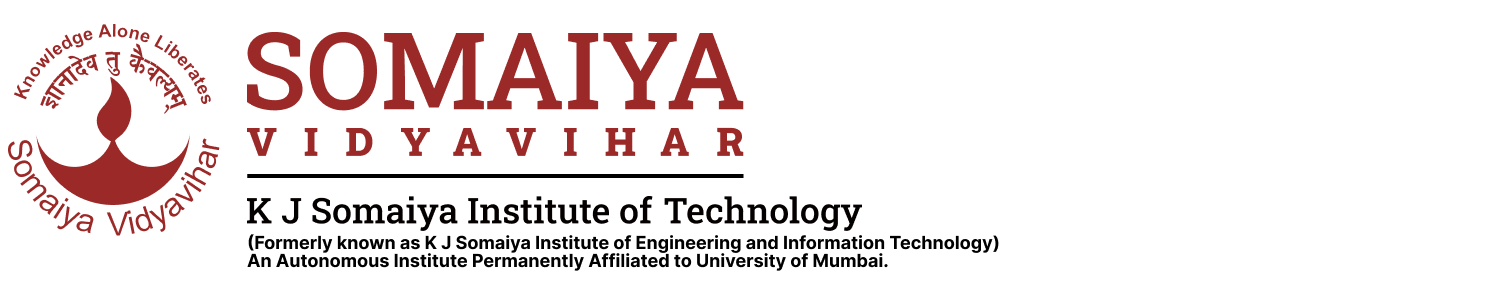 Knowledge Alone Liberates
ज्ञानादेव तु कैवल्यम्
Somaiya Vidyavihar
SOMAIYA
VIDYAVIHAR
K J Somaiya Institute of Technology
(Formerly known as K J Somaiya Institute of Engineering and Information Technology)
An Autonomous Institute Permanently Affiliated to University of Mumbai.